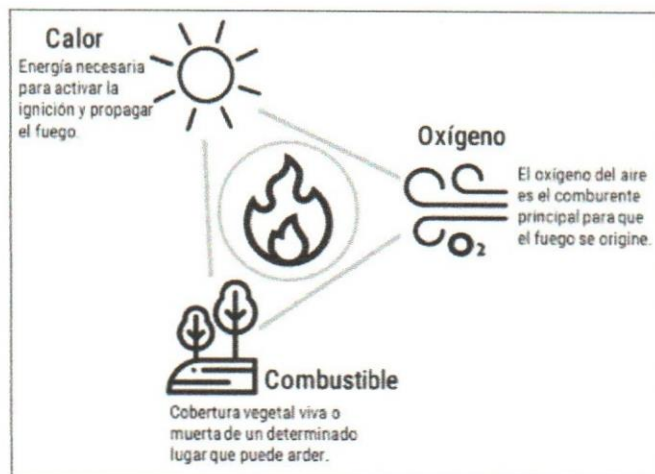 Calor
Energía necesaria
para activar la
ignición y propagar
el fuego.
Oxígeno
El oxígeno del aire
es el comburente
principal para que
el fuego se origine.
O₂
Combustible
Cobertura vegetal viva o
muerta de un determinado
lugar que puede arder.